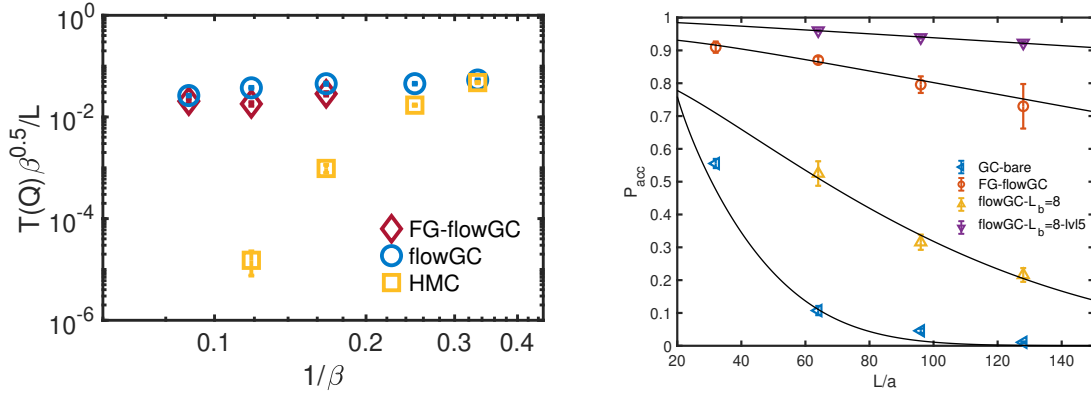 T(Q) β^0.5/L
10^0
10^-2
10^-4
10^-6
FG-flowGC
flowGC
HMC
0.1
0.2
0.3
0.4
1/β
P_acc
1
0.9
0.8
0.7
0.6
0.5
0.4
0.3
0.2
0.1
0
GC-bare
FG-flowGC
flowGC-L_b=8
flowGC-L_b=8-lvl5
20
40
60
80
100
120
140
L/a